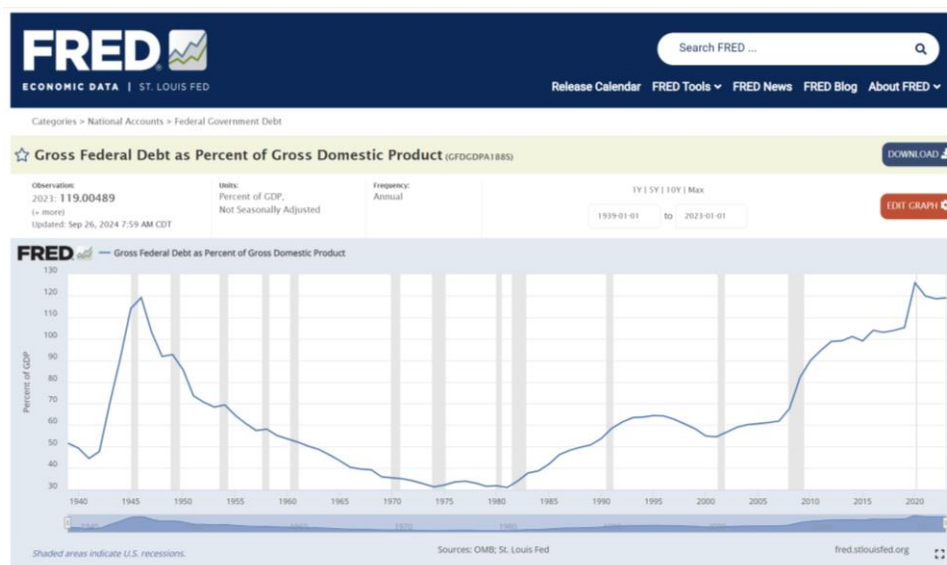 FRED
ECONOMIC DATA | ST. LOUIS FED
Search FRED ...
Release Calendar FRED Tools FRED News FRED Blog About FRED
Categories > National Accounts > Federal Government Debt
Gross Federal Debt as Percent of Gross Domestic Product (GFDGDPA188S)
DOWNLOAD
Observation:
2023: 119.00489
(+ more)
Updated: Sep 26, 2024 7:59 AM CDT
Units:
Percent of GDP,
Not Seasonally Adjusted
Frequency:
Annual
1Y | 5Y | 10Y | Max
1939-01-01 to 2023-01-01
EDIT GRAPH
FRED — Gross Federal Debt as Percent of Gross Domestic Product
Percent of GDP
130
120
110
100
90
80
70
60
50
40
30
1940 1945 1950 1955 1960 1965 1970 1975 1980 1985 1990 1995 2000 2005 2010 2015 2020
1970 1980
Shaded areas indicate U.S. recessions.
Sources: OMB; St. Louis Fed
fred.stlouisfed.org